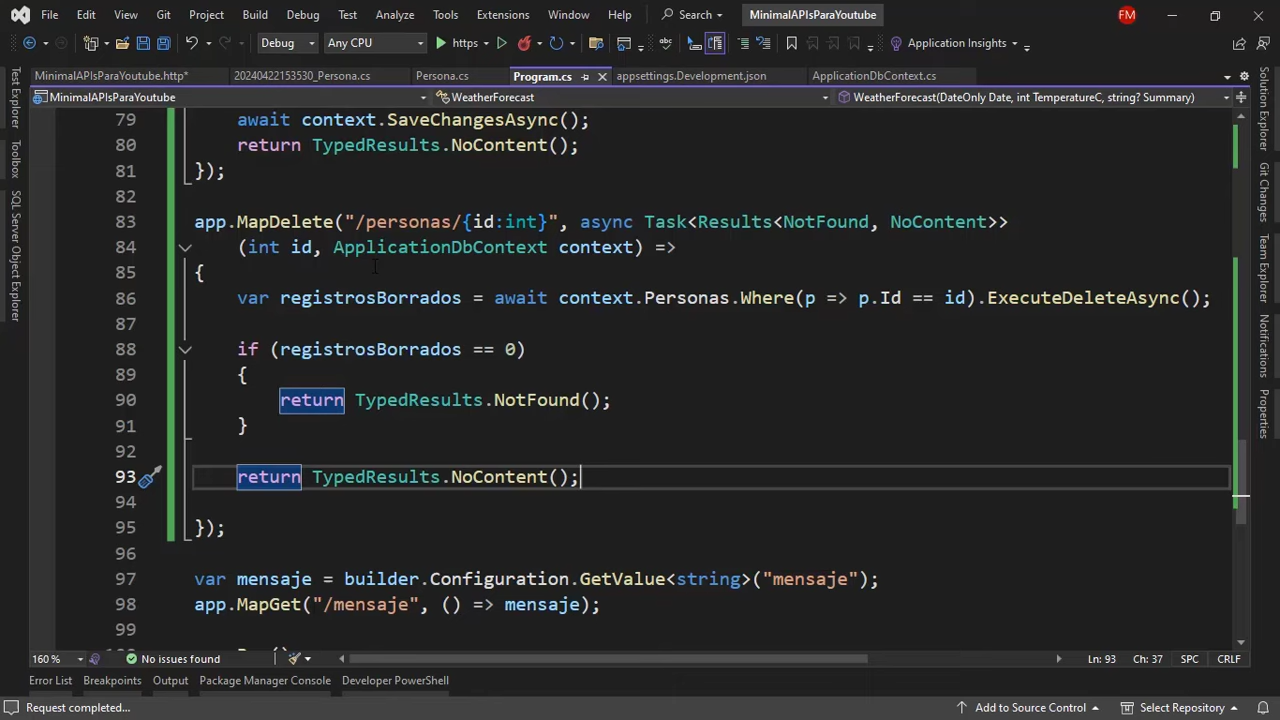 File Edit View Git Project Build Debug Test Analyze Tools Extensions Window Help Search MinimalAPIsParaYoutube FM
Debug Any CPU https Application Insights
MinimalAPIsParaYoutube.http* 20240422153530_Persona.cs Persona.cs Program.cs appsettings.Development.json ApplicationDbContext.cs
MinimalAPIsParaYoutube WeatherForecast WeatherForecast(DateOnly Date, int TemperatureC, string? Summary)
79 await context.SaveChangesAsync();
80 return TypedResults.NoContent();
81 });
82
83 app.MapDelete("/personas/{id:int}", async Task<Results<NotFound, NoContent>>
84 (int id, ApplicationDbContext context) =>
85 {
86 var registrosBorrados = await context.Personas.Where(p => p.Id == id).ExecuteDeleteAsync();
87
88 if (registrosBorrados == 0)
89 {
90 return TypedResults.NotFound();
91 }
92
93 return TypedResults.NoContent();
94
95 });
96
97 var mensaje = builder.Configuration.GetValue<string>("mensaje");
98 app.MapGet("/mensaje", () => mensaje);
99
Test Explorer
Toolbox
SQL Server Object Explorer
Solution Explorer
Git Changes
Team Explorer
Notifications
Properties
160 % No issues found Ln: 93 Ch: 37 SPC CRLF
Error List Breakpoints Output Package Manager Console Developer PowerShell
Request completed... Add to Source Control Select Repository